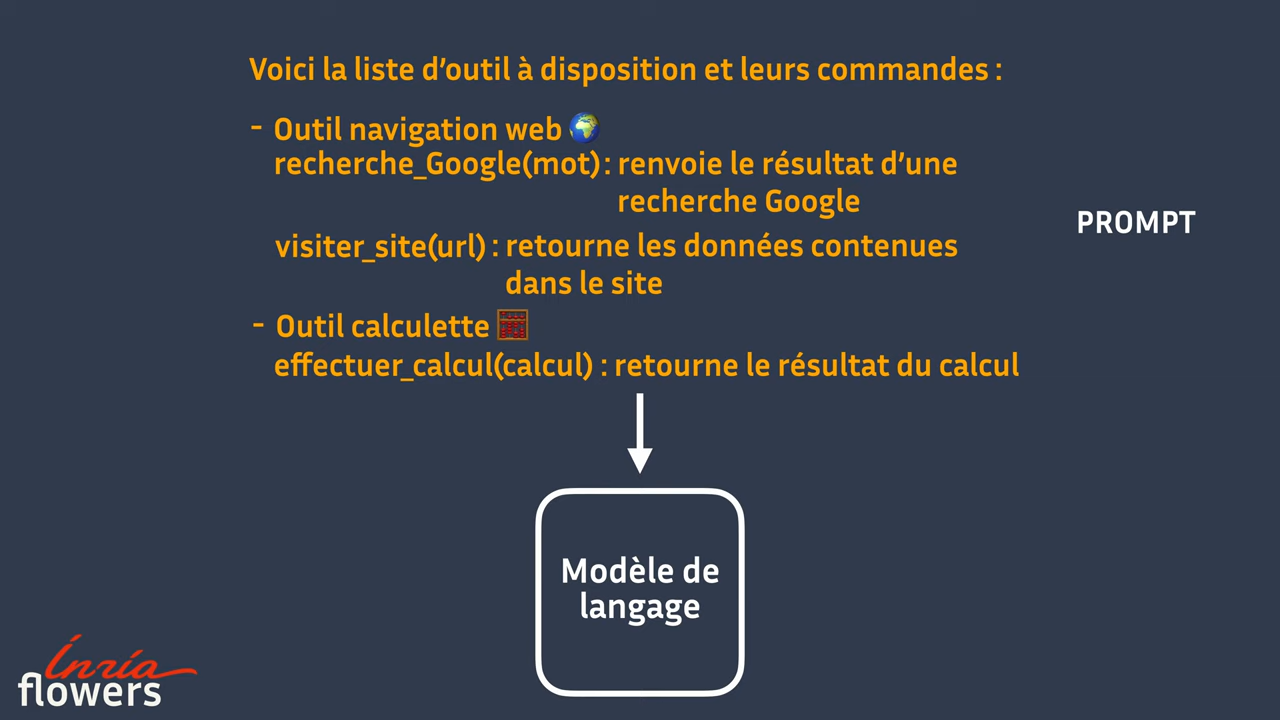 Voici la liste d’outil à disposition et leurs commandes :
- Outil navigation web
recherche_Google(mot) : renvoie le résultat d’une
recherche Google
PROMPT
visiter_site(url) : retourne les données contenues
dans le site
- Outil calculette
effectuer_calcul(calcul) : retourne le résultat du calcul
Modèle de
langage
Inria
flowers